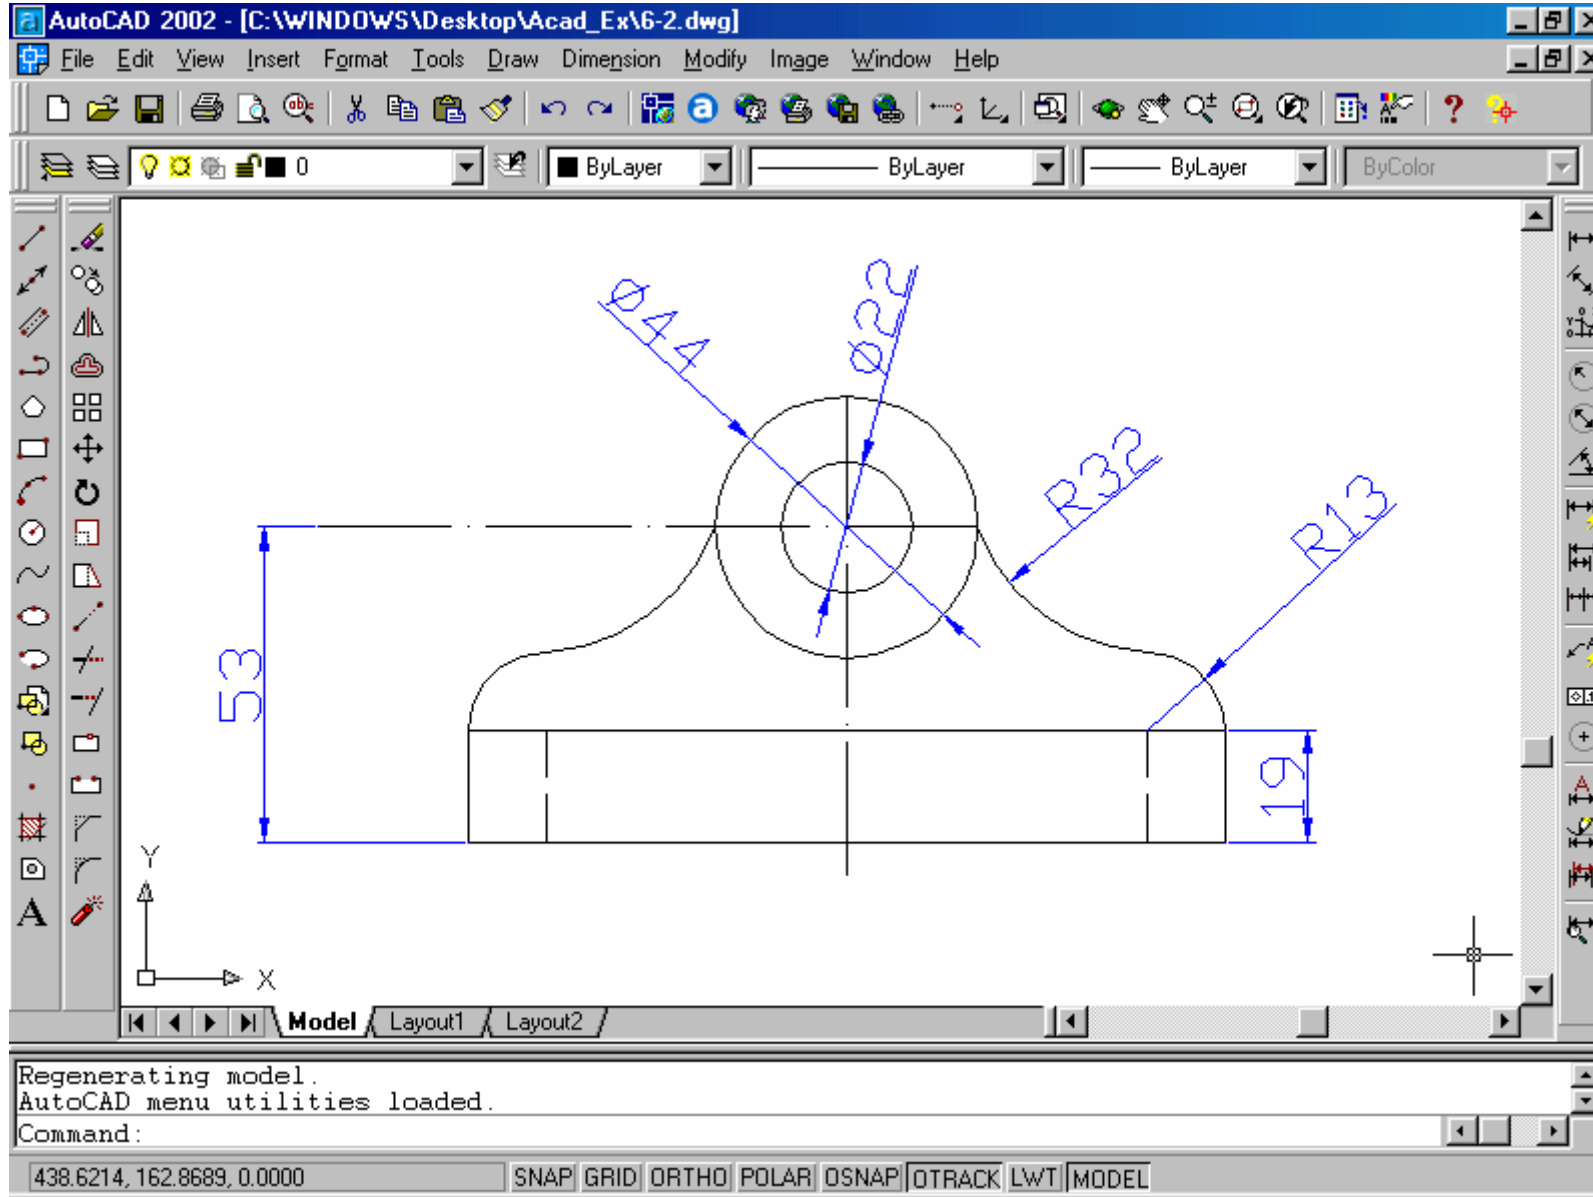 AutoCAD 2002 - [C:\WINDOWS\Desktop\Acad_Ex\6-2.dwg]
File Edit View Insert Format Tools Draw Dimension Modify Image Window Help
0 ByLayer ByLayer ByLayer ByColor
Ø44
Ø22
R32
R13
53
19
Y
X
Model Layout1 Layout2
Regenerating model.
AutoCAD menu utilities loaded.
Command:
438.6214, 162.8689, 0.0000 SNAP GRID ORTHO POLAR OSNAP OTRACK LWT MODEL